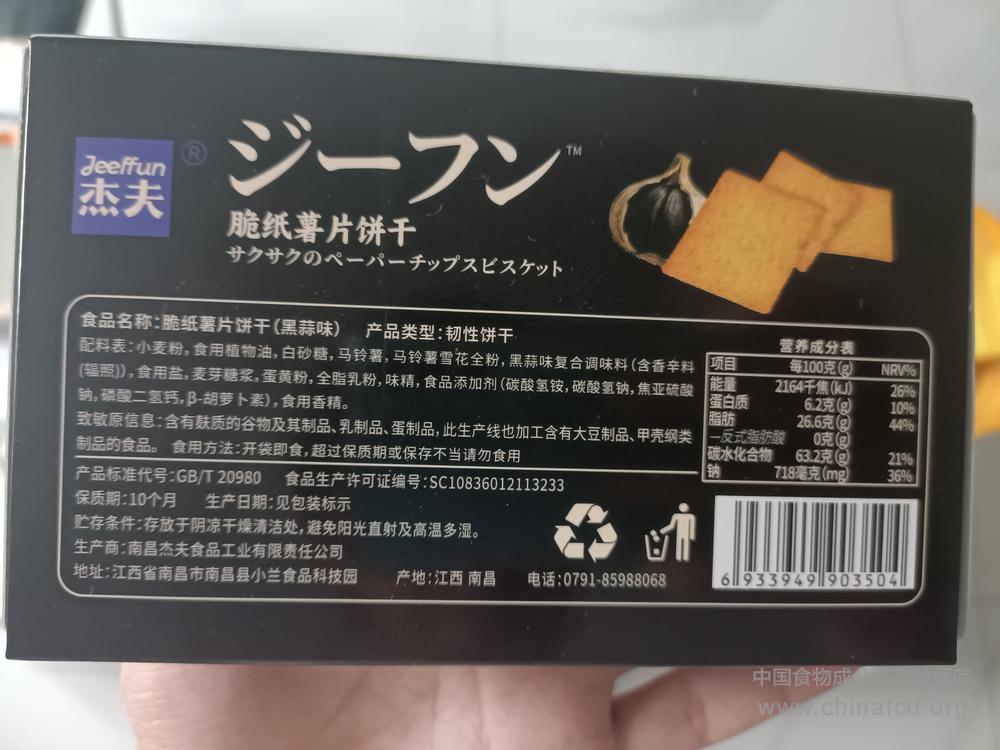 Jeeffun
杰夫
®
ジーフン™
脆纸薯片饼干
サクサクのペーパーチップスビスケット
食品名称:脆纸薯片饼干(黑蒜味) 产品类型:韧性饼干
配料表:小麦粉,食用植物油,白砂糖,马铃薯,马铃薯雪花全粉,黑蒜味复合调味料(含香辛料
(辐照)),食用盐,麦芽糖浆,蛋黄粉,全脂乳粉,味精,食品添加剂(碳酸氢铵,碳酸氢钠,焦亚硫酸
钠,磷酸二氢钙,β-胡萝卜素),食用香精。
致敏原信息:含有麸质的谷物及其制品、乳制品、蛋制品,此生产线也加工含有大豆制品、甲壳纲类
制品的食品。 食用方法:开袋即食,超过保质期或保存不当请勿食用
产品标准代号:GB/T 20980 食品生产许可证编号:SC10836012113233
保质期:10个月 生产日期:见包装标示
贮存条件:存放于阴凉干燥清洁处,避免阳光直射及高温多湿。
生产商:南昌杰夫食品工业有限责任公司
地址:江西省南昌市南昌县小兰食品科技园 产地:江西 南昌 电话:0791-85988068
营养成分表
项目 每100克(g) NRV%
能量 2164千焦(kJ) 26%
蛋白质 6.2克(g) 10%
脂肪 26.6克(g) 44%
—反式脂肪酸 0克(g)
碳水化合物 63.2克(g) 21%
钠 718毫克(mg) 36%
6 933949 903504
中国食物成
数据库
www.chinafcd.org